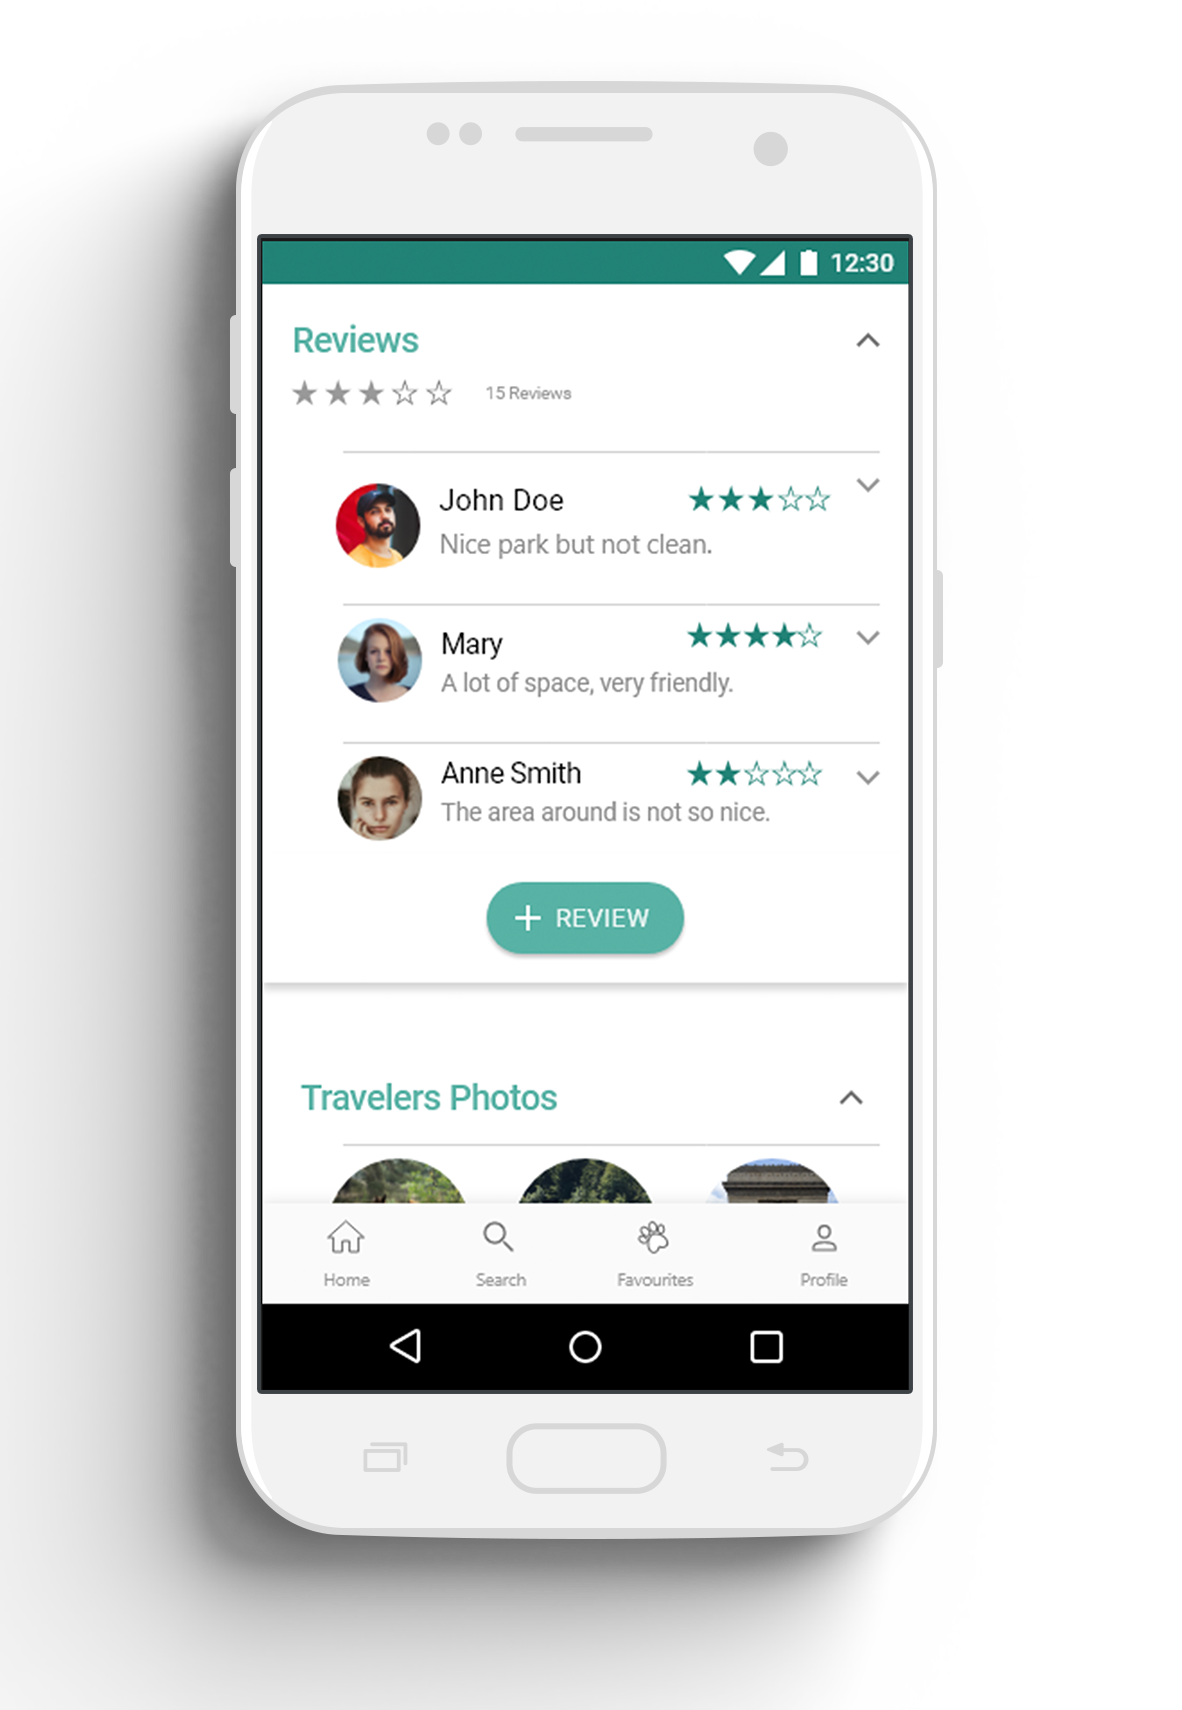 12:30
Reviews
15 Reviews
John Doe
Nice park but not clean.
Mary
A lot of space, very friendly.
Anne Smith
The area around is not so nice.
+ REVIEW
Travelers Photos
Home Search Favourites Profile